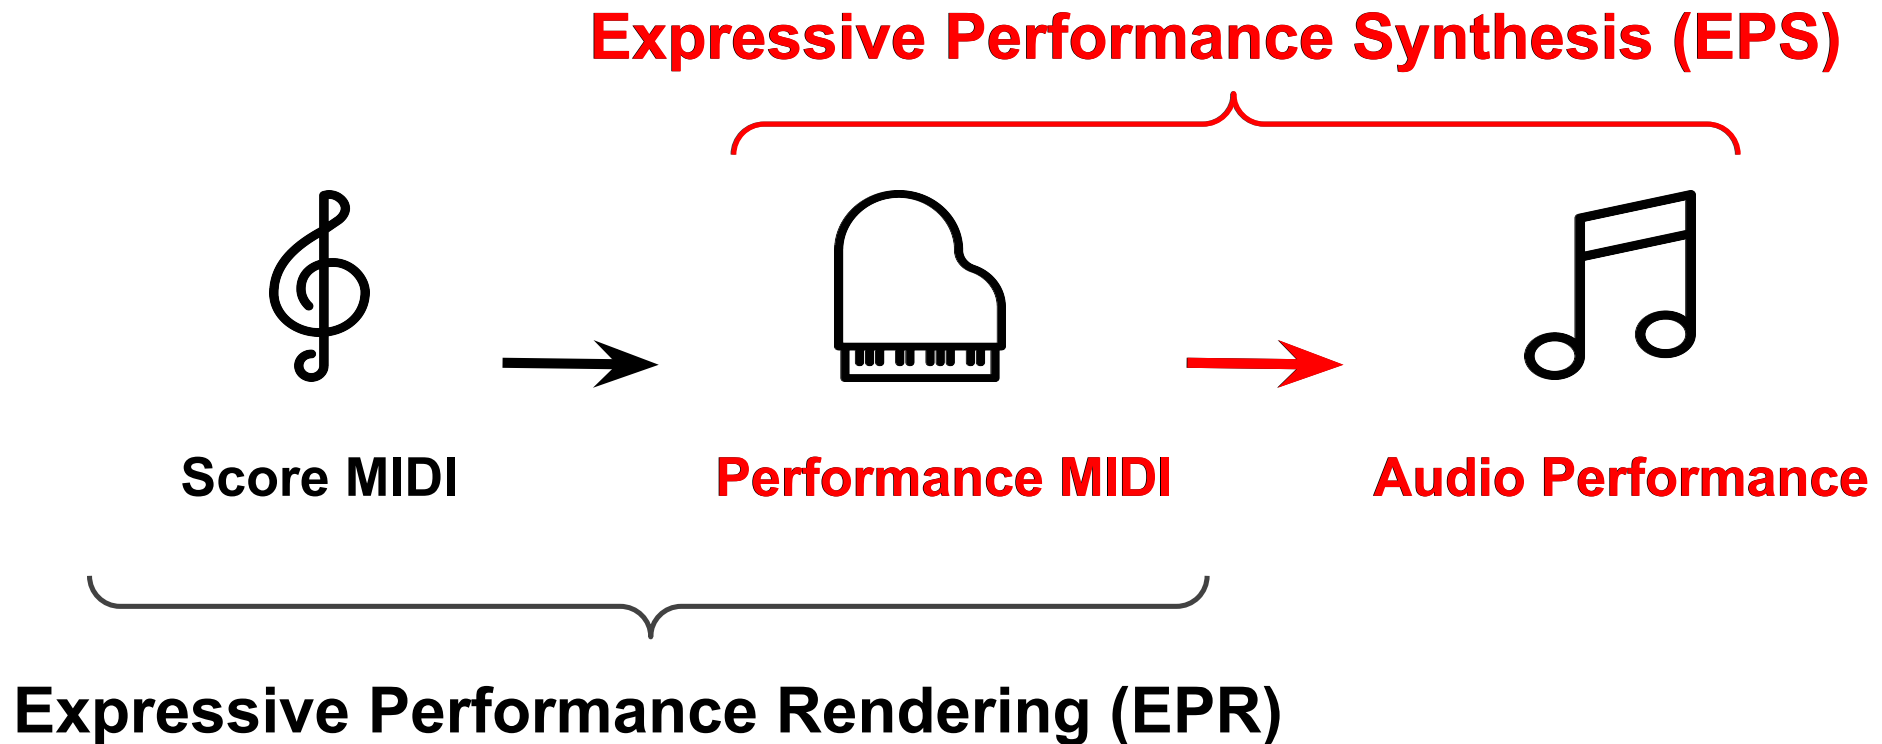 Expressive Performance Synthesis (EPS)
Score MIDI
Performance MIDI
Audio Performance
Expressive Performance Rendering (EPR)